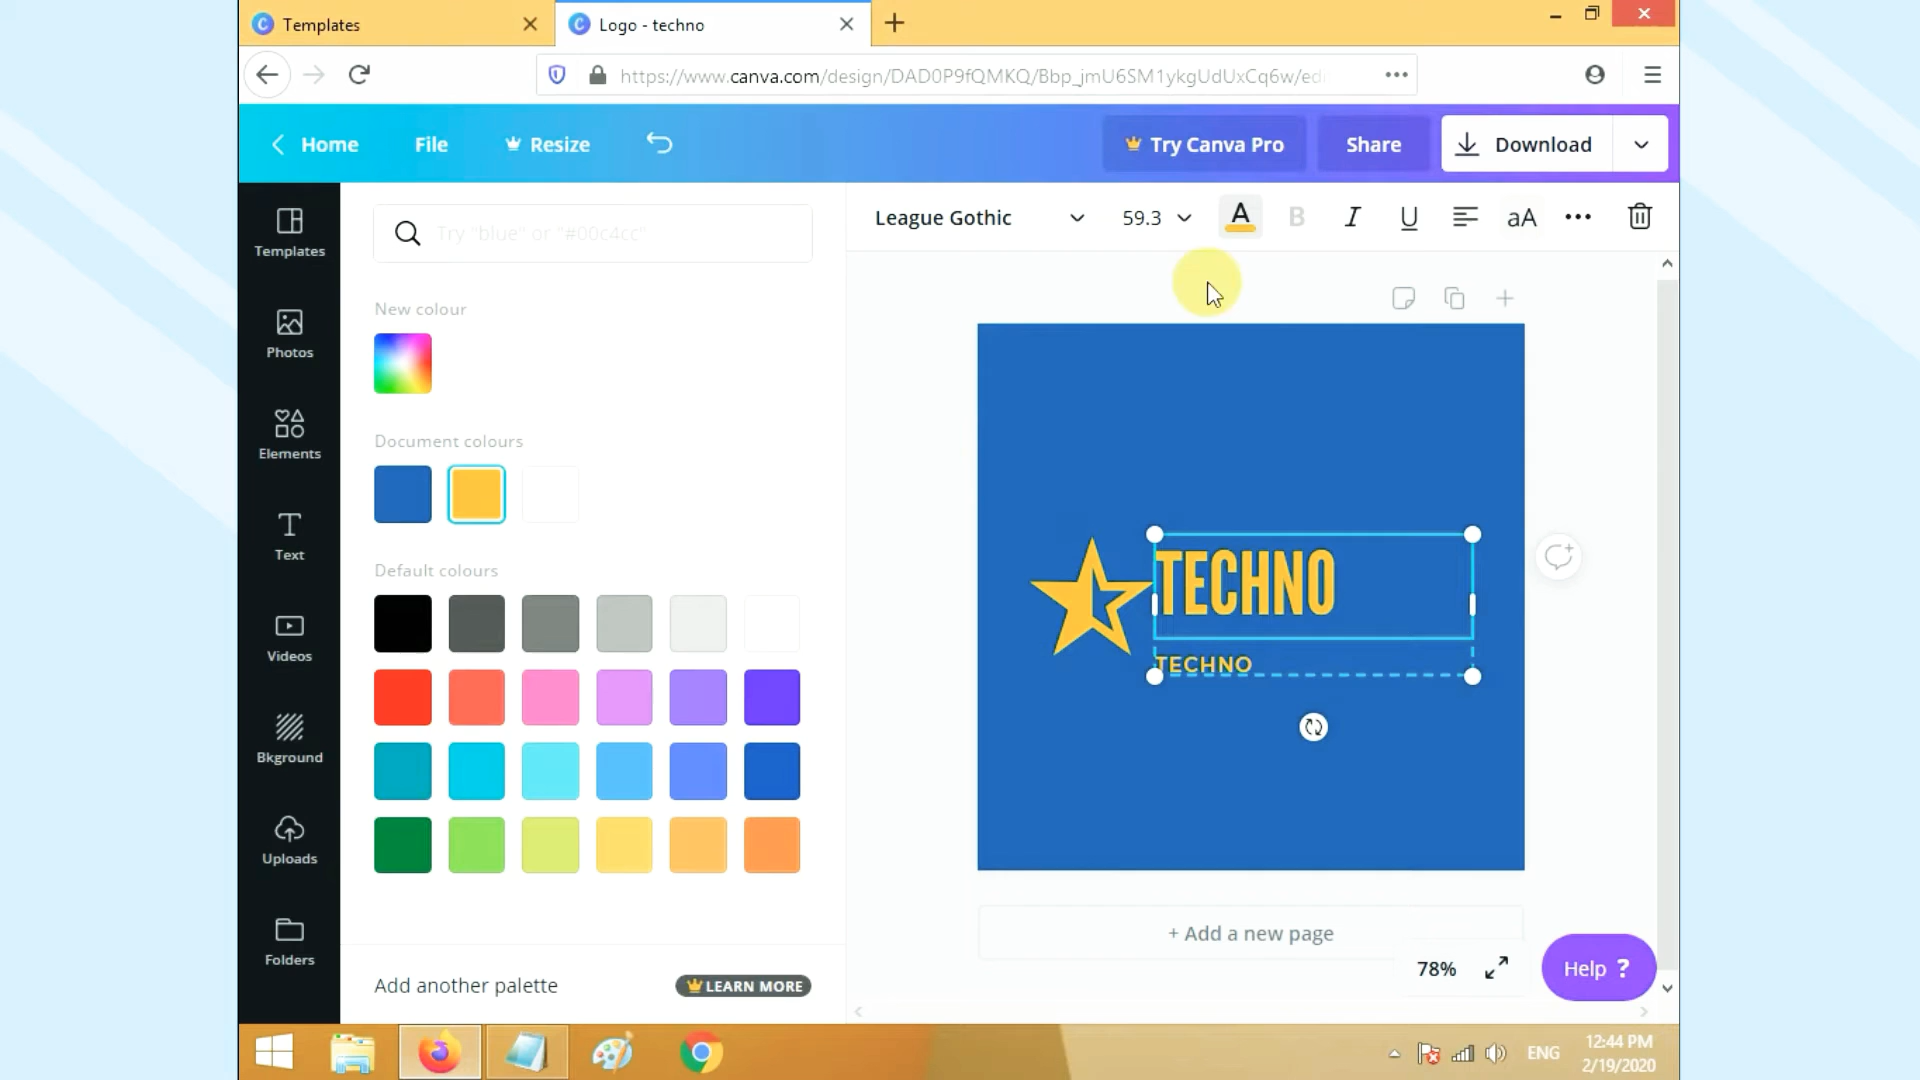 Templates
Logo - techno
https://www.canva.com/design/DAD0P9fQMKQ/Bbp_jmU6SM1ykgUdUxCq6w/edi
Home
File
Resize
Try Canva Pro
Share
Download
Templates
Photos
Elements
Text
Videos
Bkground
Uploads
Folders
Try "blue" or "#00c4cc"
New colour
Document colours
Default colours
Add another palette
LEARN MORE
League Gothic
59.3
A
B
I
U
aA
TECHNO
TECHNO
+ Add a new page
78%
Help ?
ENG
12:44 PM
2/19/2020